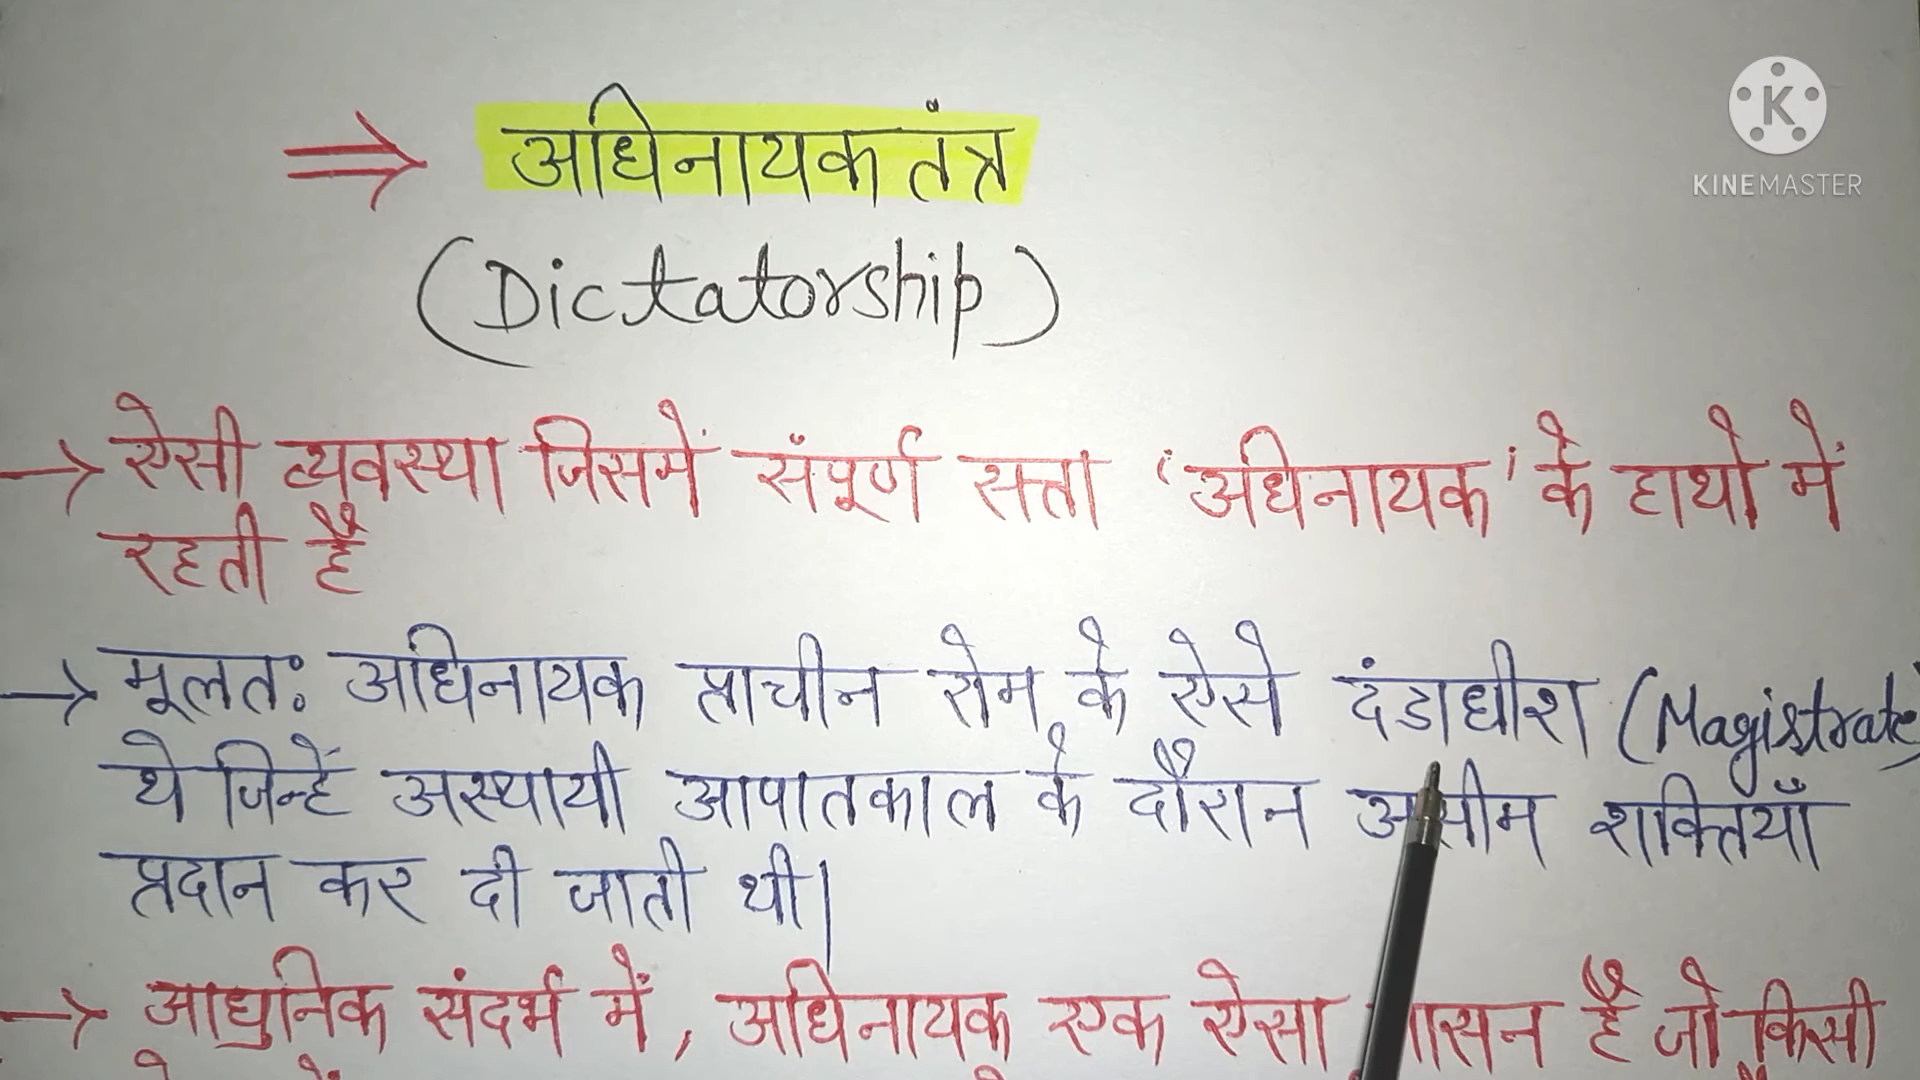 ⇒ अधिनायकतंत्र
(Dictatorship)
→ ऐसी व्यवस्था जिसमें संपूर्ण सत्ता 'अधिनायक' के हाथो में
रहती है
→ मूलतः अधिनायक प्राचीन रोम के ऐसे दंडाधीश (Magistrate)
थे जिन्हें अस्थायी आपातकाल के दौरान असीम शक्तियाँ
प्रदान कर दी जाती थी।
→ आधुनिक संदर्भ में, अधिनायक एक ऐसा शासन है जो किसी
KINEMASTER